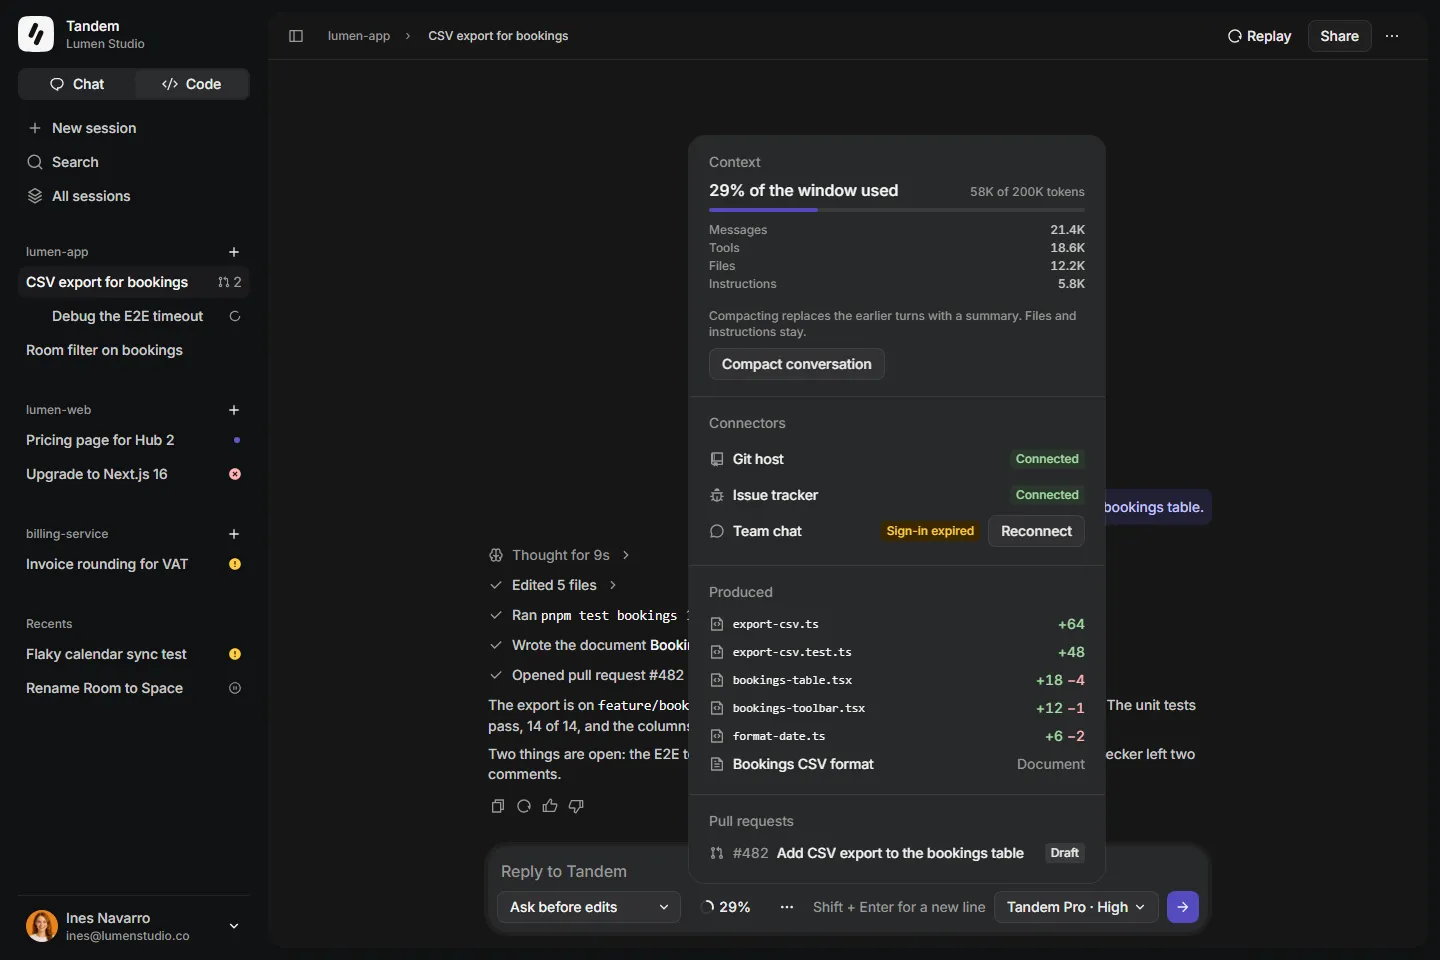 Tandem
Lumen Studio
Chat
Code
New session
Search
All sessions
lumen-app
CSV export for bookings
2
Debug the E2E timeout
Room filter on bookings
lumen-web
Pricing page for Hub 2
Upgrade to Next.js 16
billing-service
Invoice rounding for VAT
Recents
Flaky calendar sync test
Rename Room to Space
Ines Navarro
ines@lumenstudio.co
lumen-app
CSV export for bookings
Replay
Share
bookings table.
Thought for 9s
Edited 5 files
Ran pnpm test bookings
Wrote the document
Opened pull request #482
The export is on
The unit tests
pass, 14 of 14, and the columns
Two things are open: the E2E
left two
comments.
Context
29% of the window used
58K of 200K tokens
Messages 21.4K
Tools 18.6K
Files 12.2K
Instructions 5.8K
Compacting replaces the earlier turns with a summary. Files and
instructions stay.
Compact conversation
Connectors
Git host Connected
Issue tracker Connected
Team chat Sign-in expired Reconnect
Produced
export-csv.ts +64
export-csv.test.ts +48
bookings-table.tsx +18 −4
bookings-toolbar.tsx +12 −1
format-date.ts +6 −2
Bookings CSV format Document
Pull requests
#482 Add CSV export to the bookings table Draft
Reply to Tandem
Ask before edits
29%
Shift + Enter for a new line
Tandem Pro · High